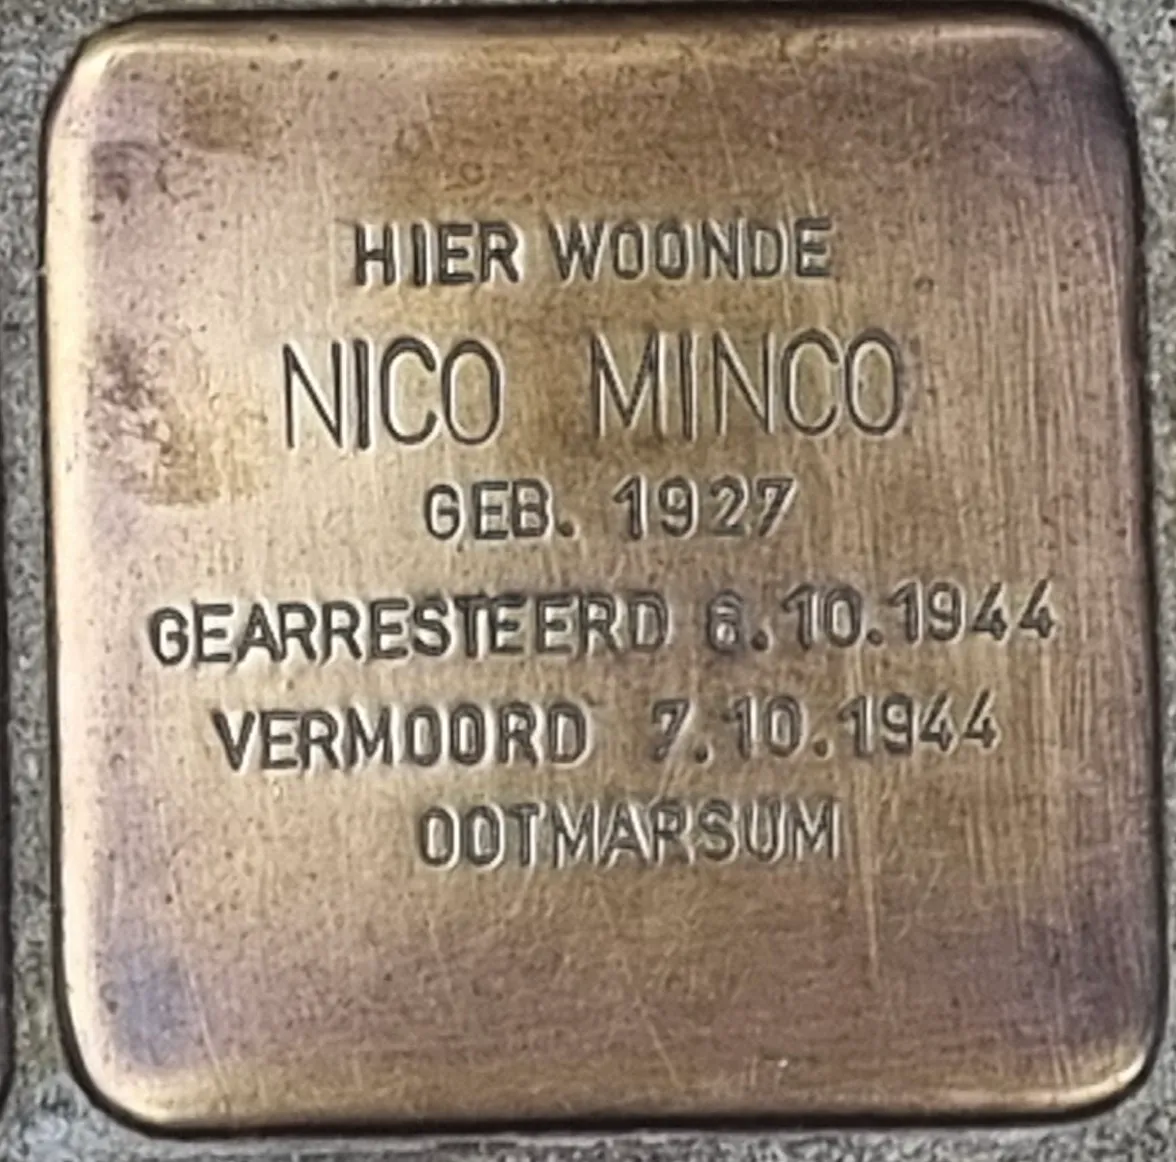 HIER WOONDE
NICO MINCO
GEB. 1927
GEARRESTEERD 6.10.1944
VERMOORD 7.10.1944
OOTMARSUM